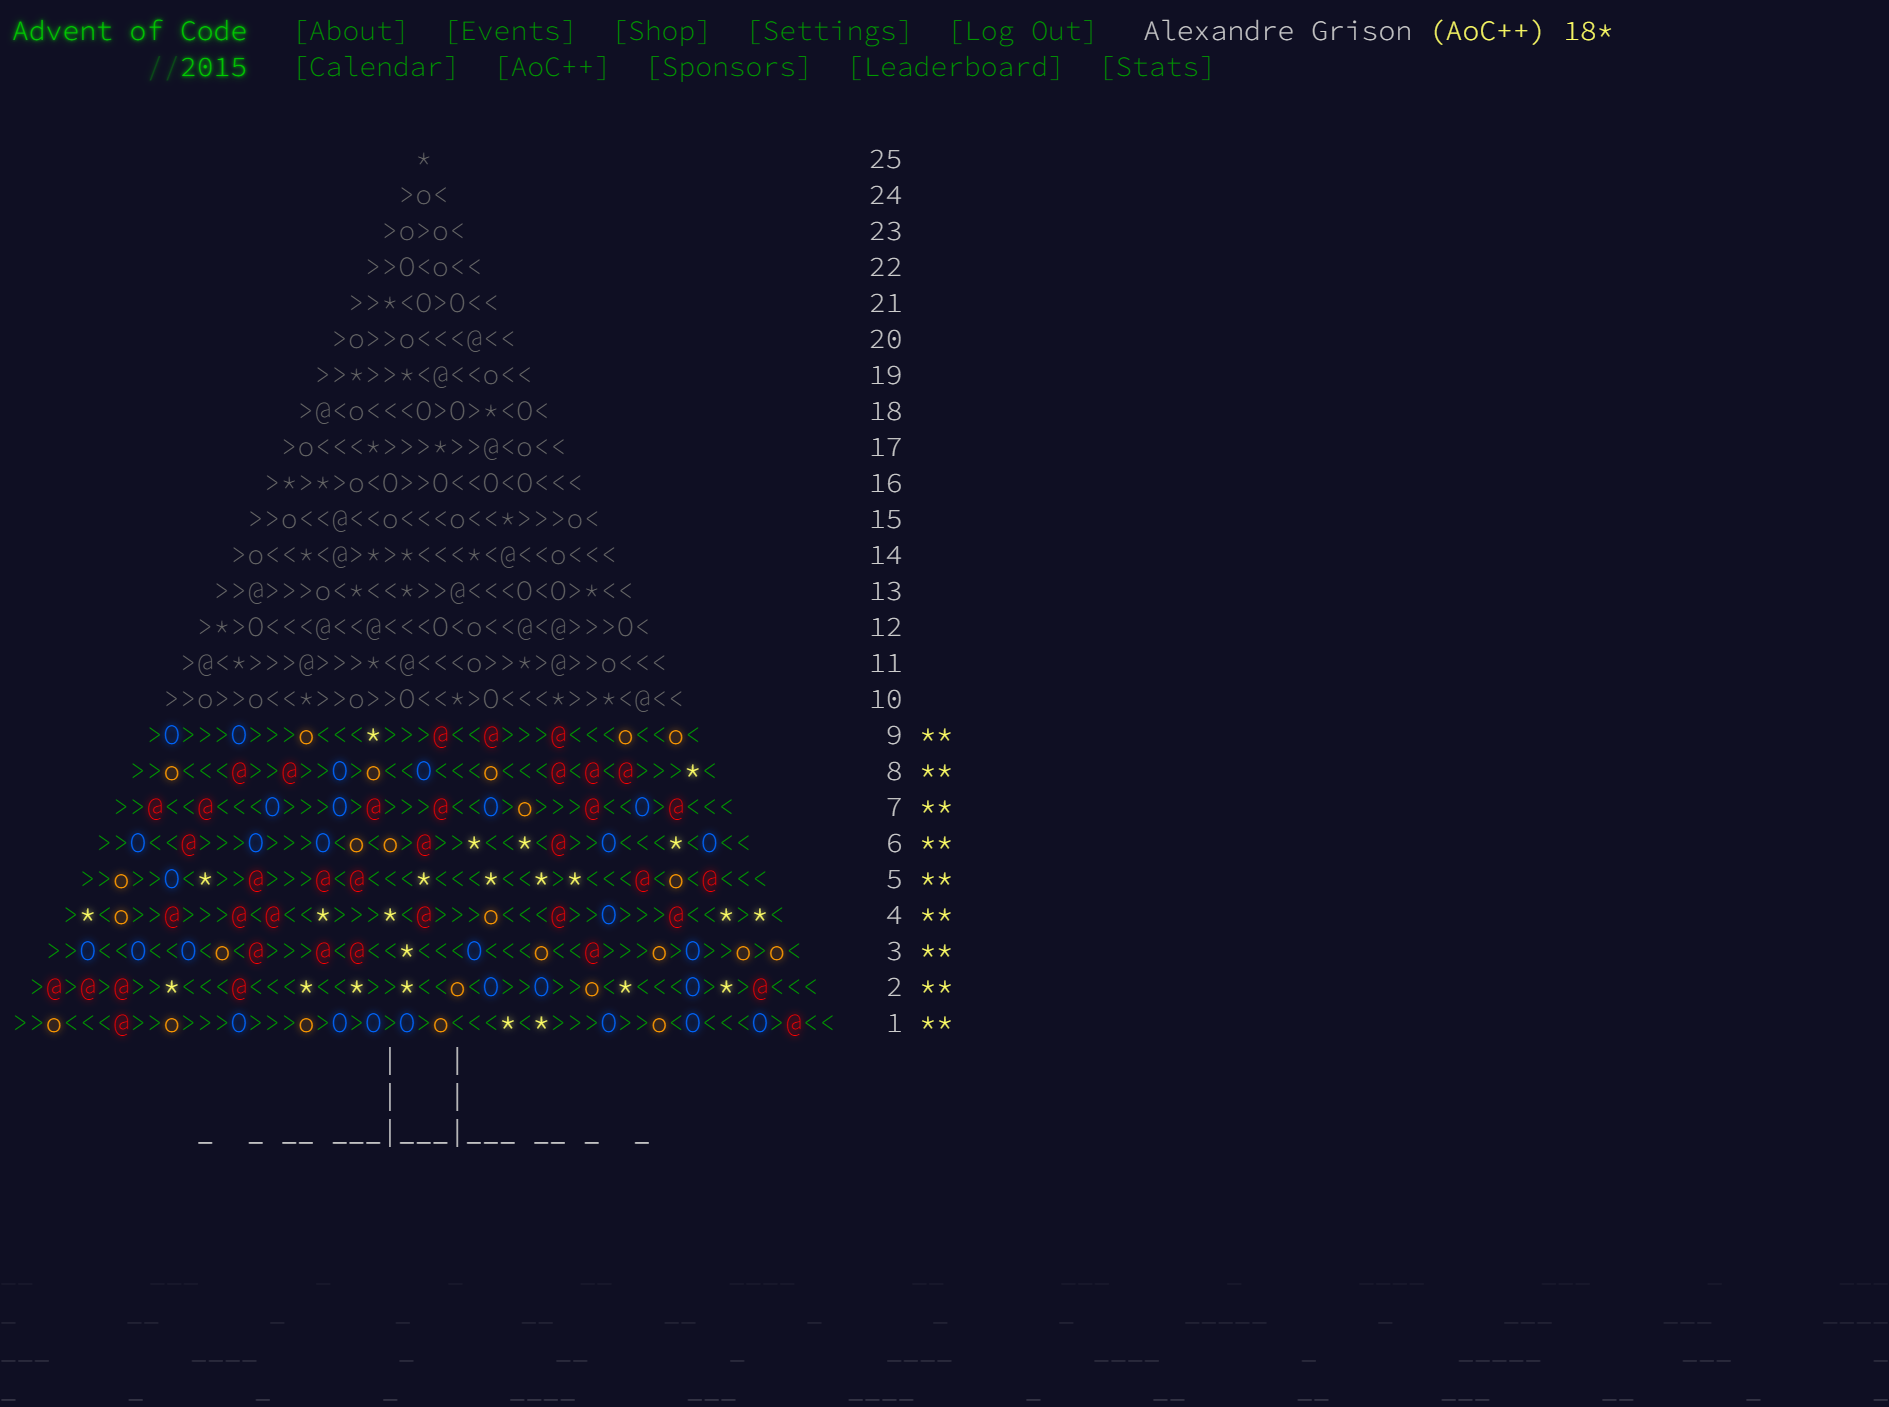 Advent of Code [About] [Events] [Shop] [Settings] [Log Out] Alexandre Grison (AoC++) 18*
//2015 [Calendar] [AoC++] [Sponsors] [Leaderboard] [Stats]
* 25
>o< 24
>o>o< 23
>>O<o<< 22
>>*<O>O<< 21
>o>>o<<<@<< 20
>>*>>*<@<<o<< 19
>@<o<<<O>O>*<O< 18
>o<<<*>>>*>>@<o<< 17
>*>*>o<O>>O<<O<O<<< 16
>>o<<@<<o<<<o<<*>>>o< 15
>o<<*<@>*>*<<<*<@<<o<<< 14
>>@>>>o<*<<*>>@<<<O<O>*<< 13
>*>O<<<@<<@<<<O<o<<@<@>>>O< 12
>@<*>>>@>>>*<@<<<o>>*>@>>o<<< 11
>>o>>o<<*>>o>>O<<*>O<<<*>>*<@<< 10
>O>>>O>>>o<<<*>>>@<<@>>>@<<<o<<o< 9 **
>>o<<<@>>@>>O>o<<O<<<o<<<@<@<@>>>*< 8 **
>>@<<@<<<O>>>O>@>>>@<<O>o>>>@<<O>@<<< 7 **
>>O<<@>>>O>>>O<o<o>@>>*<<*<@>>O<<<*<O<< 6 **
>>o>>O<*>>@>>>@<@<<<*<<<*<<*>*<<<@<o<@<<< 5 **
>*<o>>@>>>@<@<<*>>>*<@>>>o<<<@>>O>>>@<<*>*< 4 **
>>O<<O<<O<o<@>>>@<@<<*<<<O<<<o<<@>>>o>O>>o>o< 3 **
>@>@>@>>*<<<@<<<*<<*>>*<<o<O>>O>>o<*<<<O>*>@<<< 2 **
>>o<<<@>>o>>>O>>>o>O>O>O>o<<<*<*>>>O>>o<O<<<O>@<< 1 **
| |
| |
_ _ __ ___|___|___ __ _ _